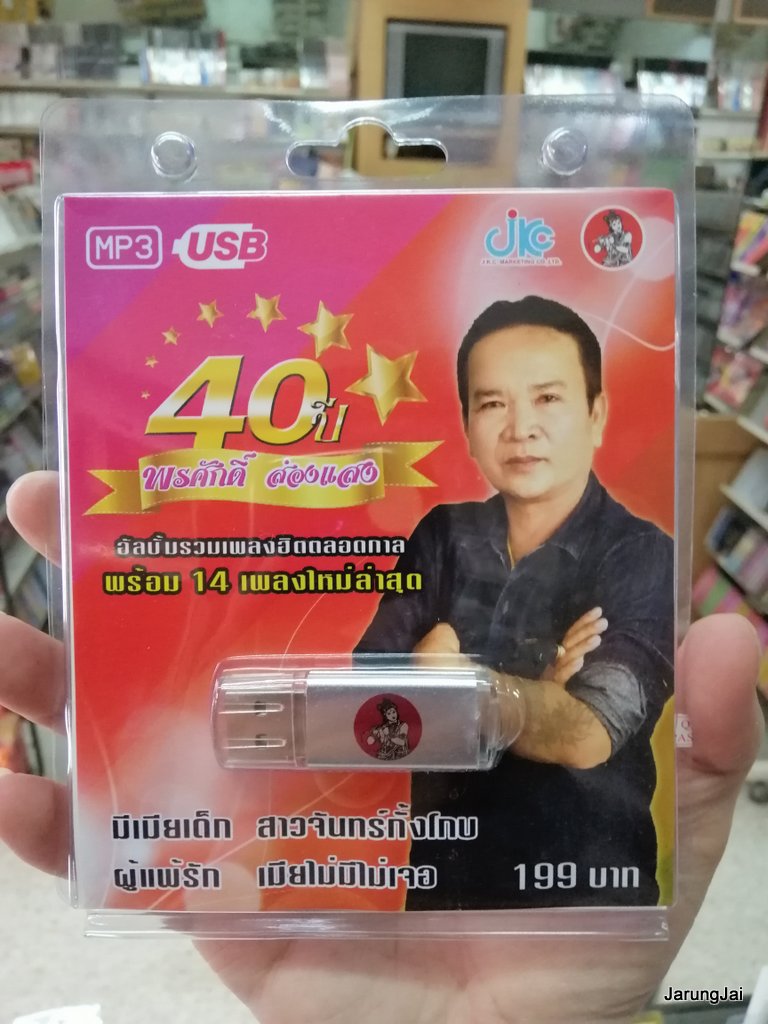 MP3 USB
JKC
J.K.C. MARKETING CO.,LTD.
40 ปี
พรศักดิ์ ส่องแสง
อัลบั้มรวมเพลงฮิตตลอดกาล
พร้อม 14 เพลงใหม่ล่าสุด
มีเมียเด็ก สาวจันทร์กั้งโกบ
ผู้แพ้รัก เมียไม่มีไม่เจอ 199 บาท
JarungJai